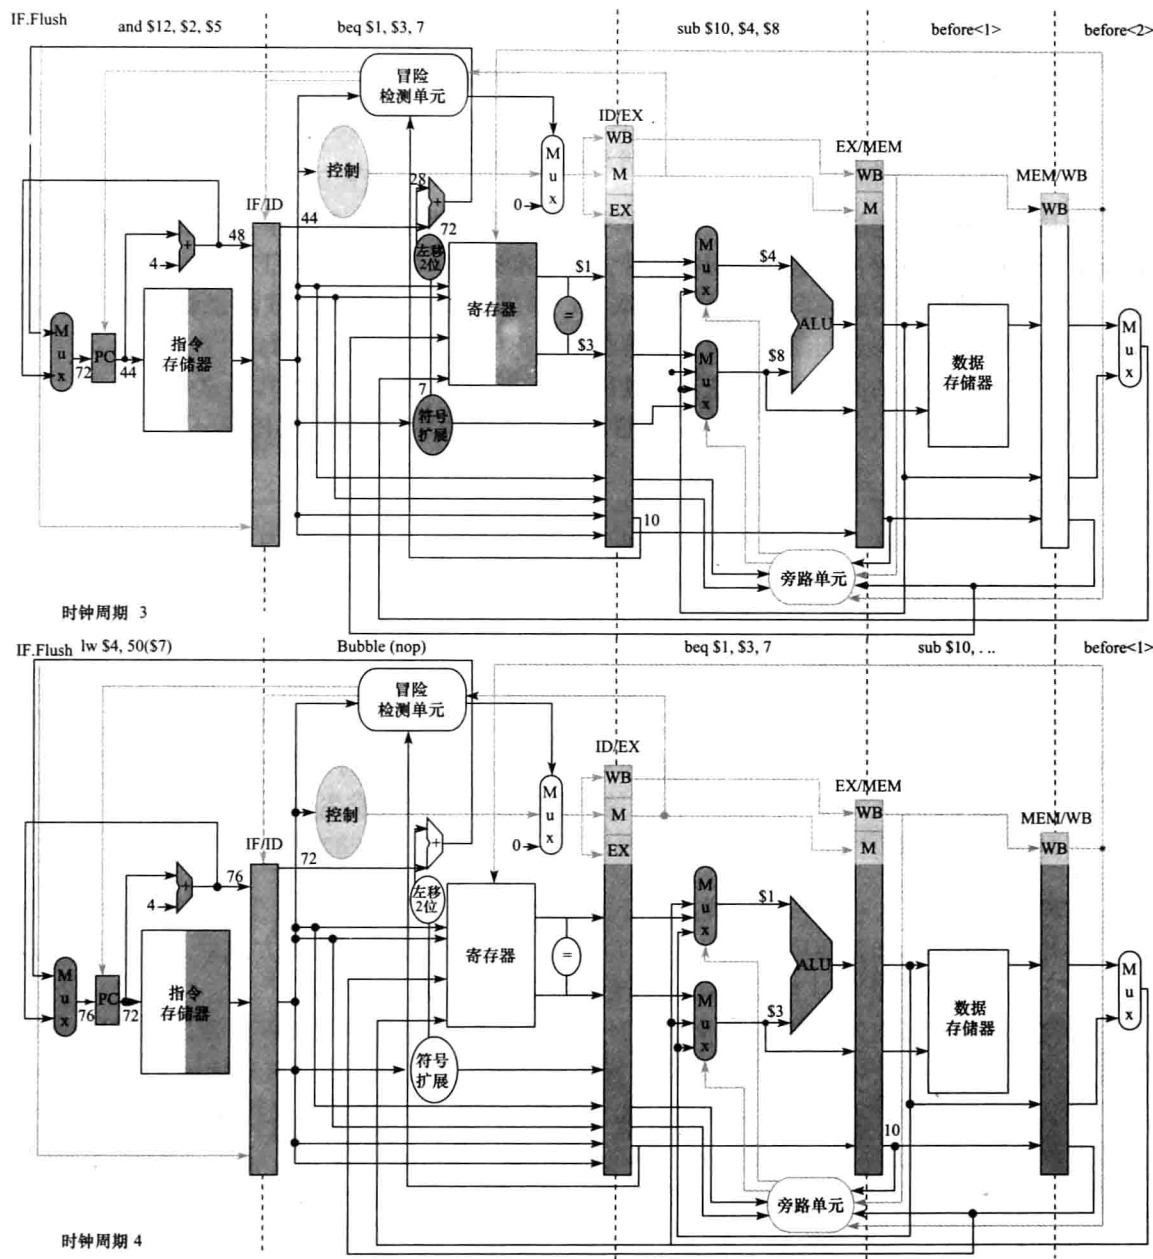 IF.Flush
and $12, $2, $5
beq $1, $3, 7
sub $10, $4, $8
before<1>
before<2>
冒险
检测单元
ID/EX
WB
M
EX
M
u
x
0
控制
28
+
72
EX/MEM
WB
M
MEM/WB
WB
IF/ID
44
48
+
4
左移
2位
寄存器
$1
=
$3
M
u
x
$4
ALU
M
u
x
$8
M
u
x
72
PC
44
指令
存储器
数据
存储器
M
u
x
7
符号
扩展
10
旁路单元
时钟周期 3
IF.Flush
lw $4, 50($7)
Bubble (nop)
beq $1, $3, 7
sub $10, . . .
before<1>
冒险
检测单元
ID/EX
WB
M
EX
M
u
x
0
控制
+
EX/MEM
WB
M
MEM/WB
WB
IF/ID
72
76
+
4
左移
2位
寄存器
=
M
u
x
$1
ALU
M
u
x
$3
M
u
x
76
PC
72
指令
存储器
数据
存储器
M
u
x
符号
扩展
10
旁路单元
时钟周期 4